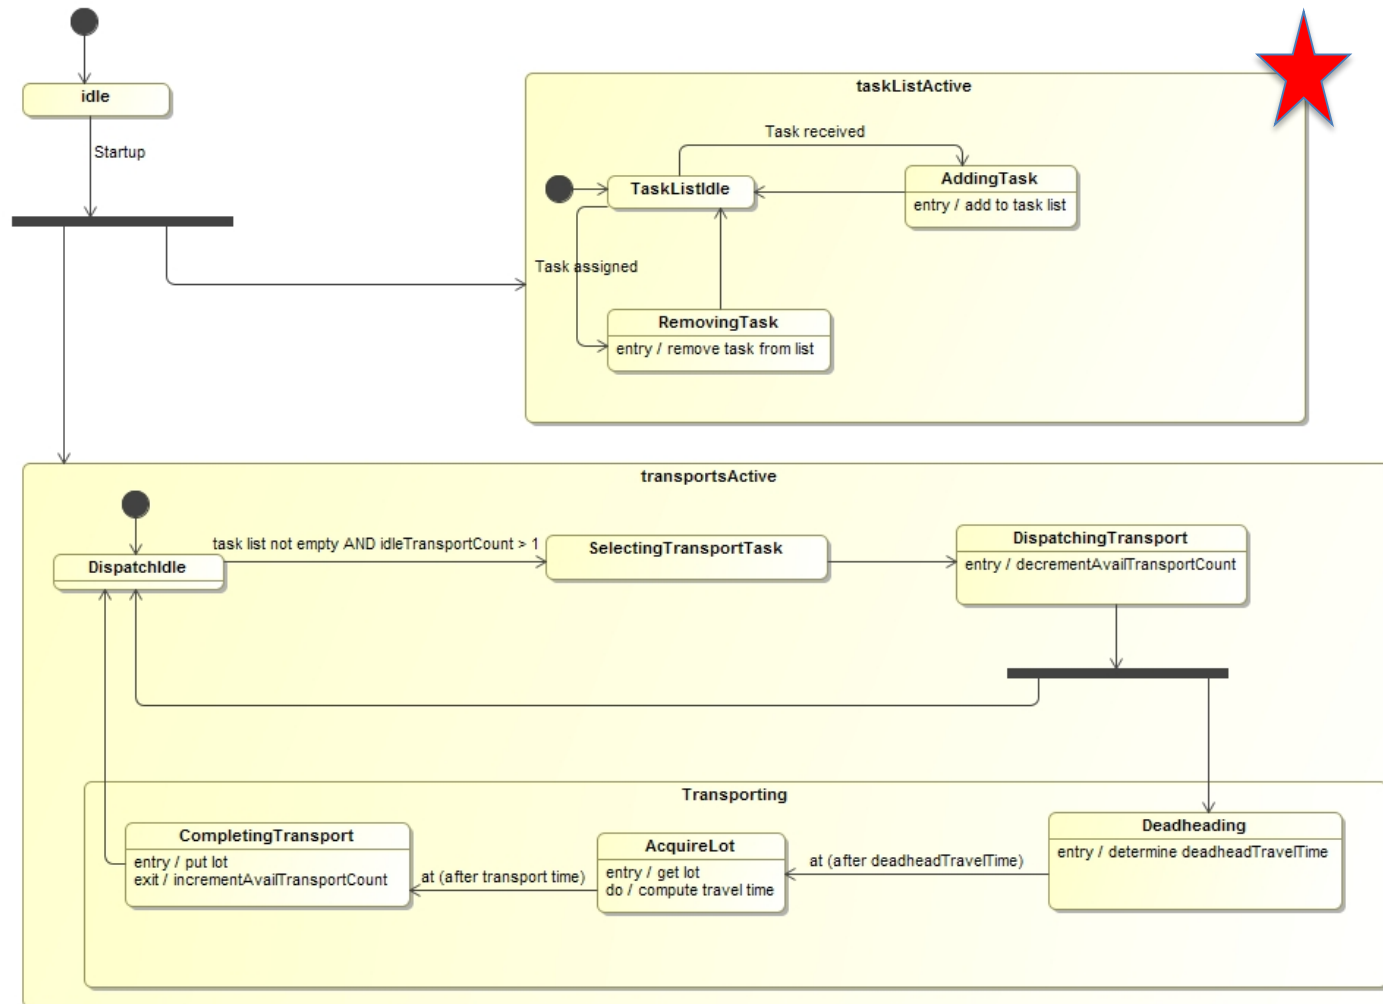 idle
Startup
taskListActive
Task received
TaskListIdle
AddingTask
entry / add to task list
Task assigned
RemovingTask
entry / remove task from list
transportsActive
task list not empty AND idleTransportCount > 1
DispatchIdle
SelectingTransportTask
DispatchingTransport
entry / decrementAvailTransportCount
Transporting
CompletingTransport
entry / put lot
exit / incrementAvailTransportCount
at (after transport time)
AcquireLot
entry / get lot
do / compute travel time
at (after deadheadTravelTime)
Deadheading
entry / determine deadheadTravelTime